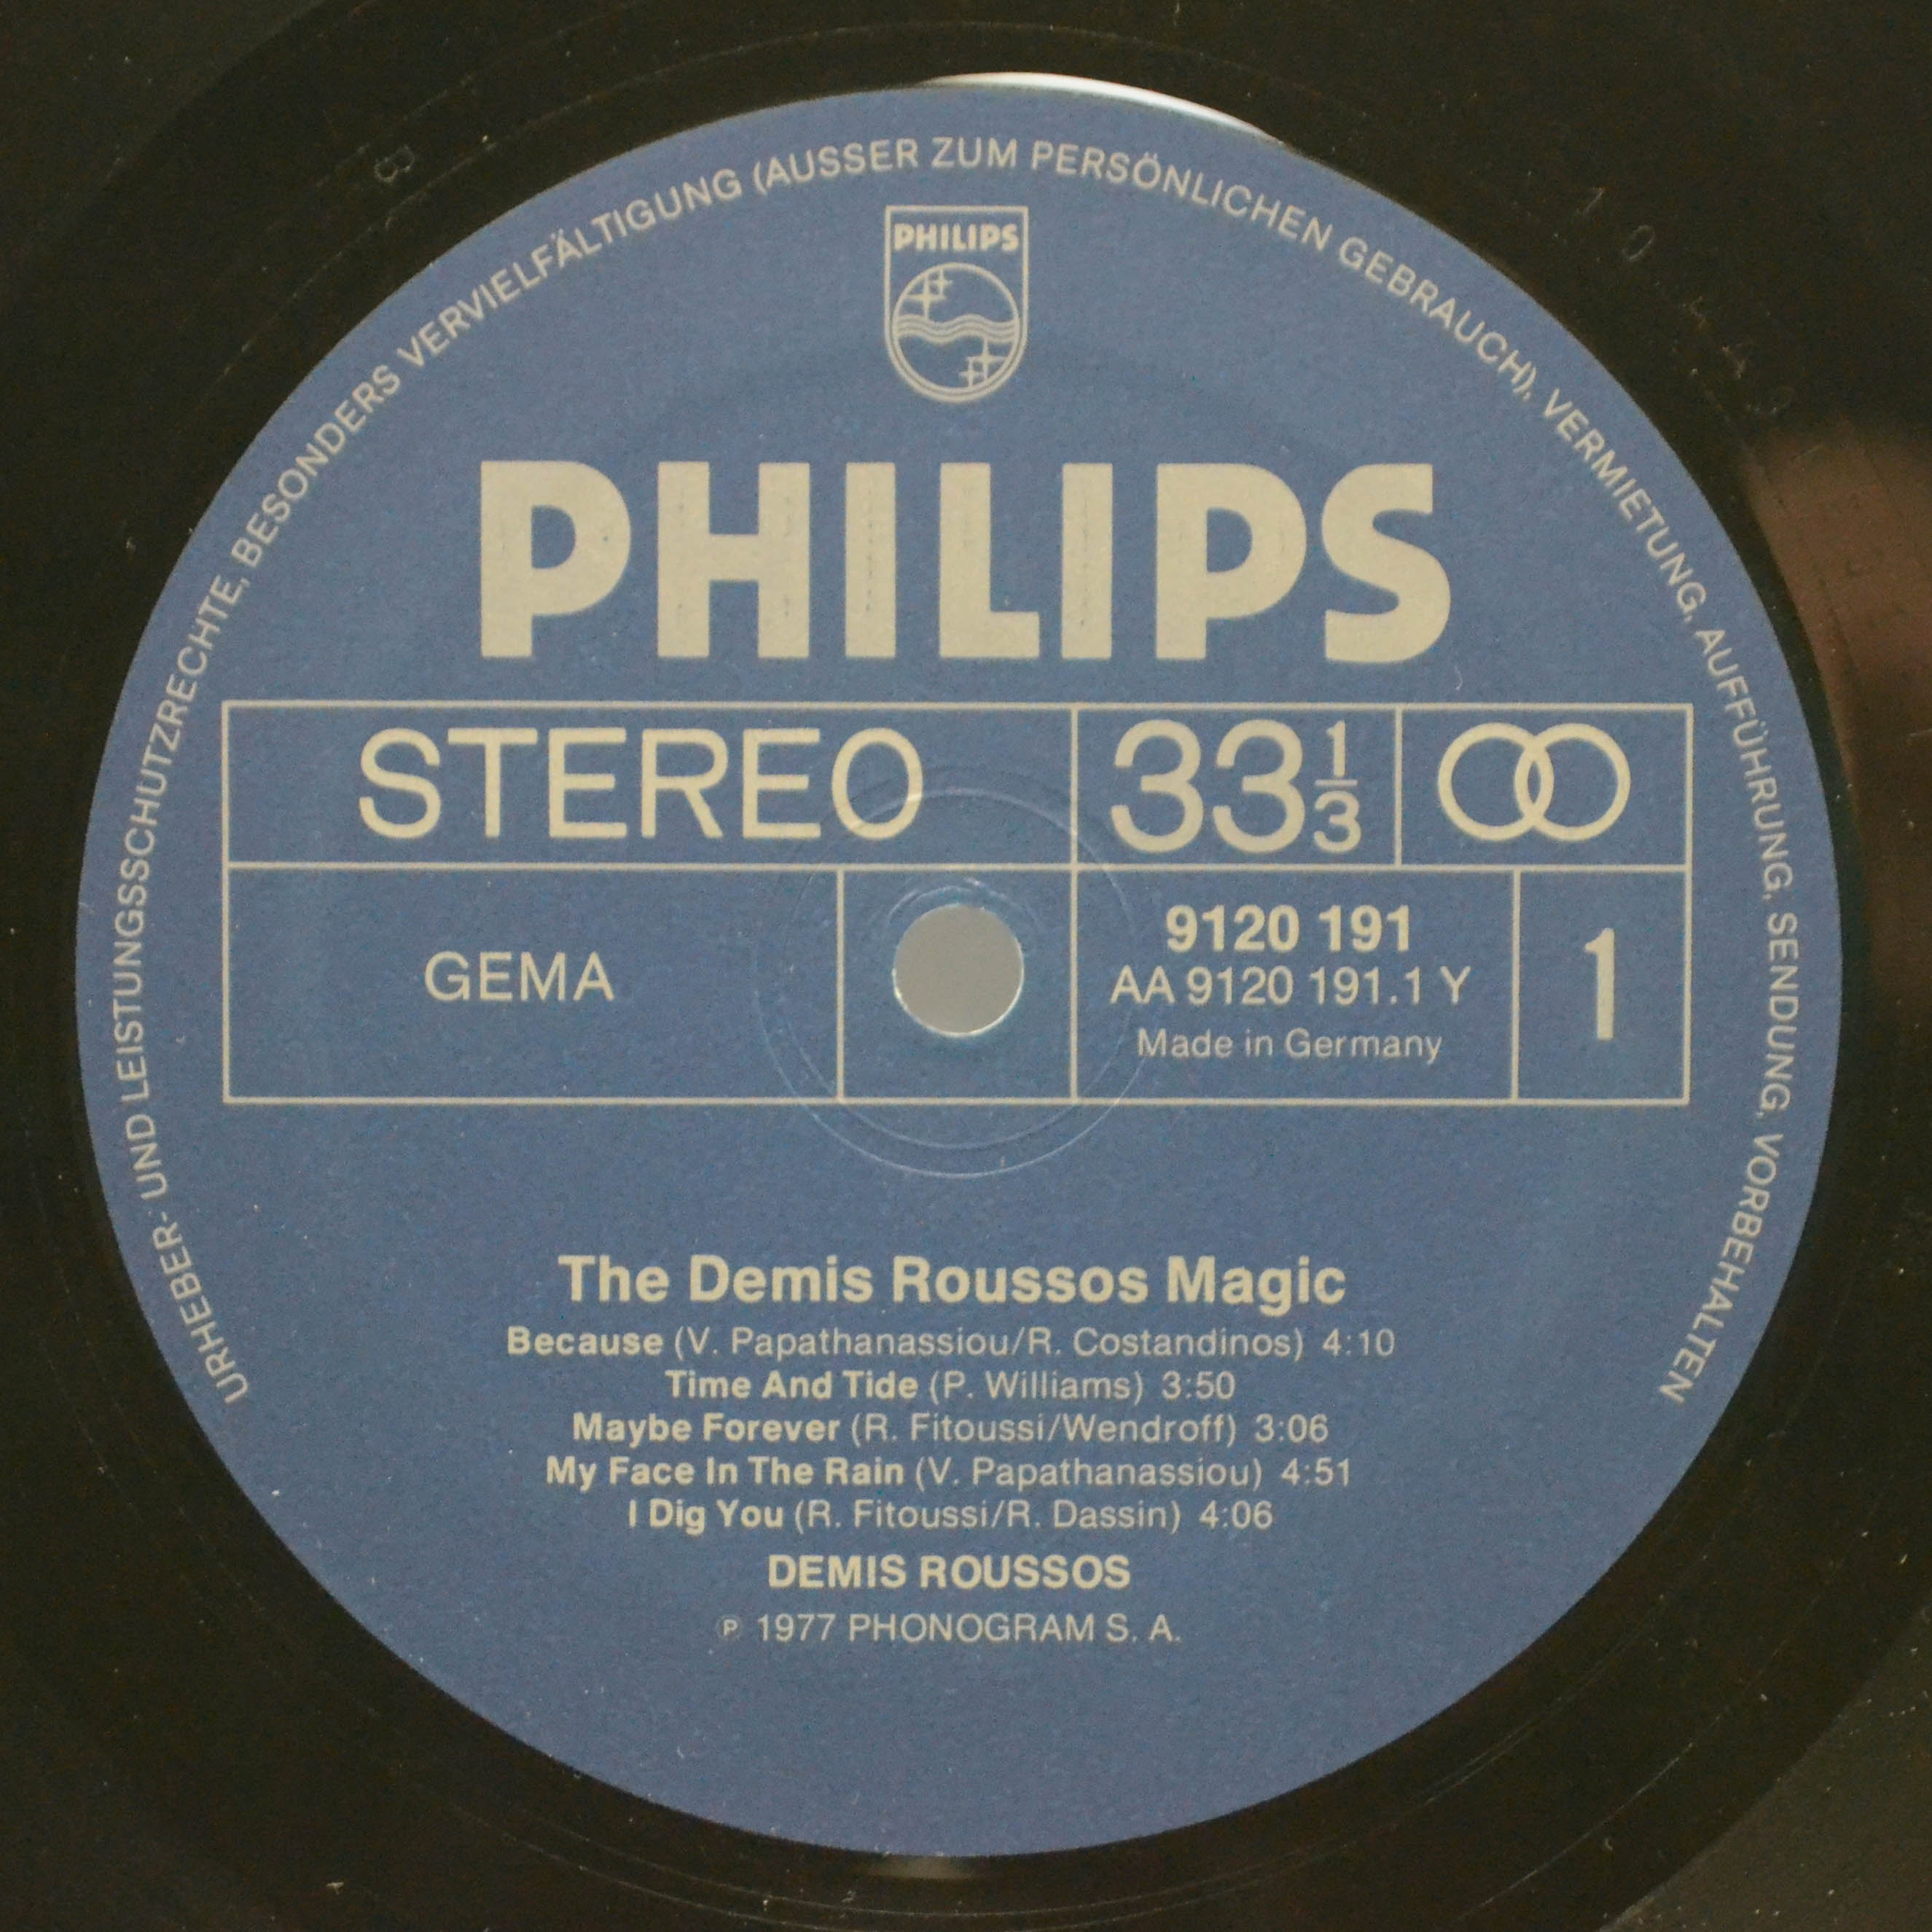 URHEBER- UND LEISTUNGSSCHUTZRECHTE, BESONDERS VERVIELFÄLTIGUNG (AUSSER ZUM PERSÖNLICHEN GEBRAUCH), VERMIETUNG, AUFFÜHRUNG, SENDUNG, VORBEHALTEN
PHILIPS
PHILIPS
STEREO 33 1/3
GEMA
9120 191
AA 9120 191.1 Y
Made in Germany
1
The Demis Roussos Magic
Because (V. Papathanassiou/R. Costandinos) 4:10
Time And Tide (P. Williams) 3:50
Maybe Forever (R. Fitoussi/Wendroff) 3:06
My Face In The Rain (V. Papathanassiou) 4:51
I Dig You (R. Fitoussi/R. Dassin) 4:06
DEMIS ROUSSOS
℗ 1977 PHONOGRAM S. A.